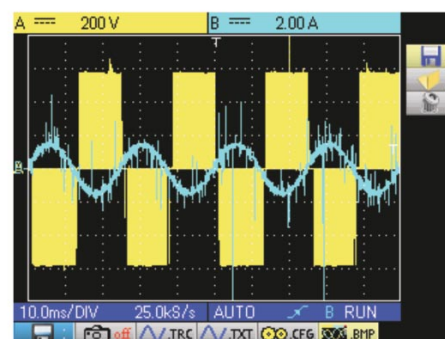 A 200 V B 2.00 A
T
T
B
10.0ms/DIV 25.0kS/s AUTO B RUN
off .TRC .TXT .CFG .BMP